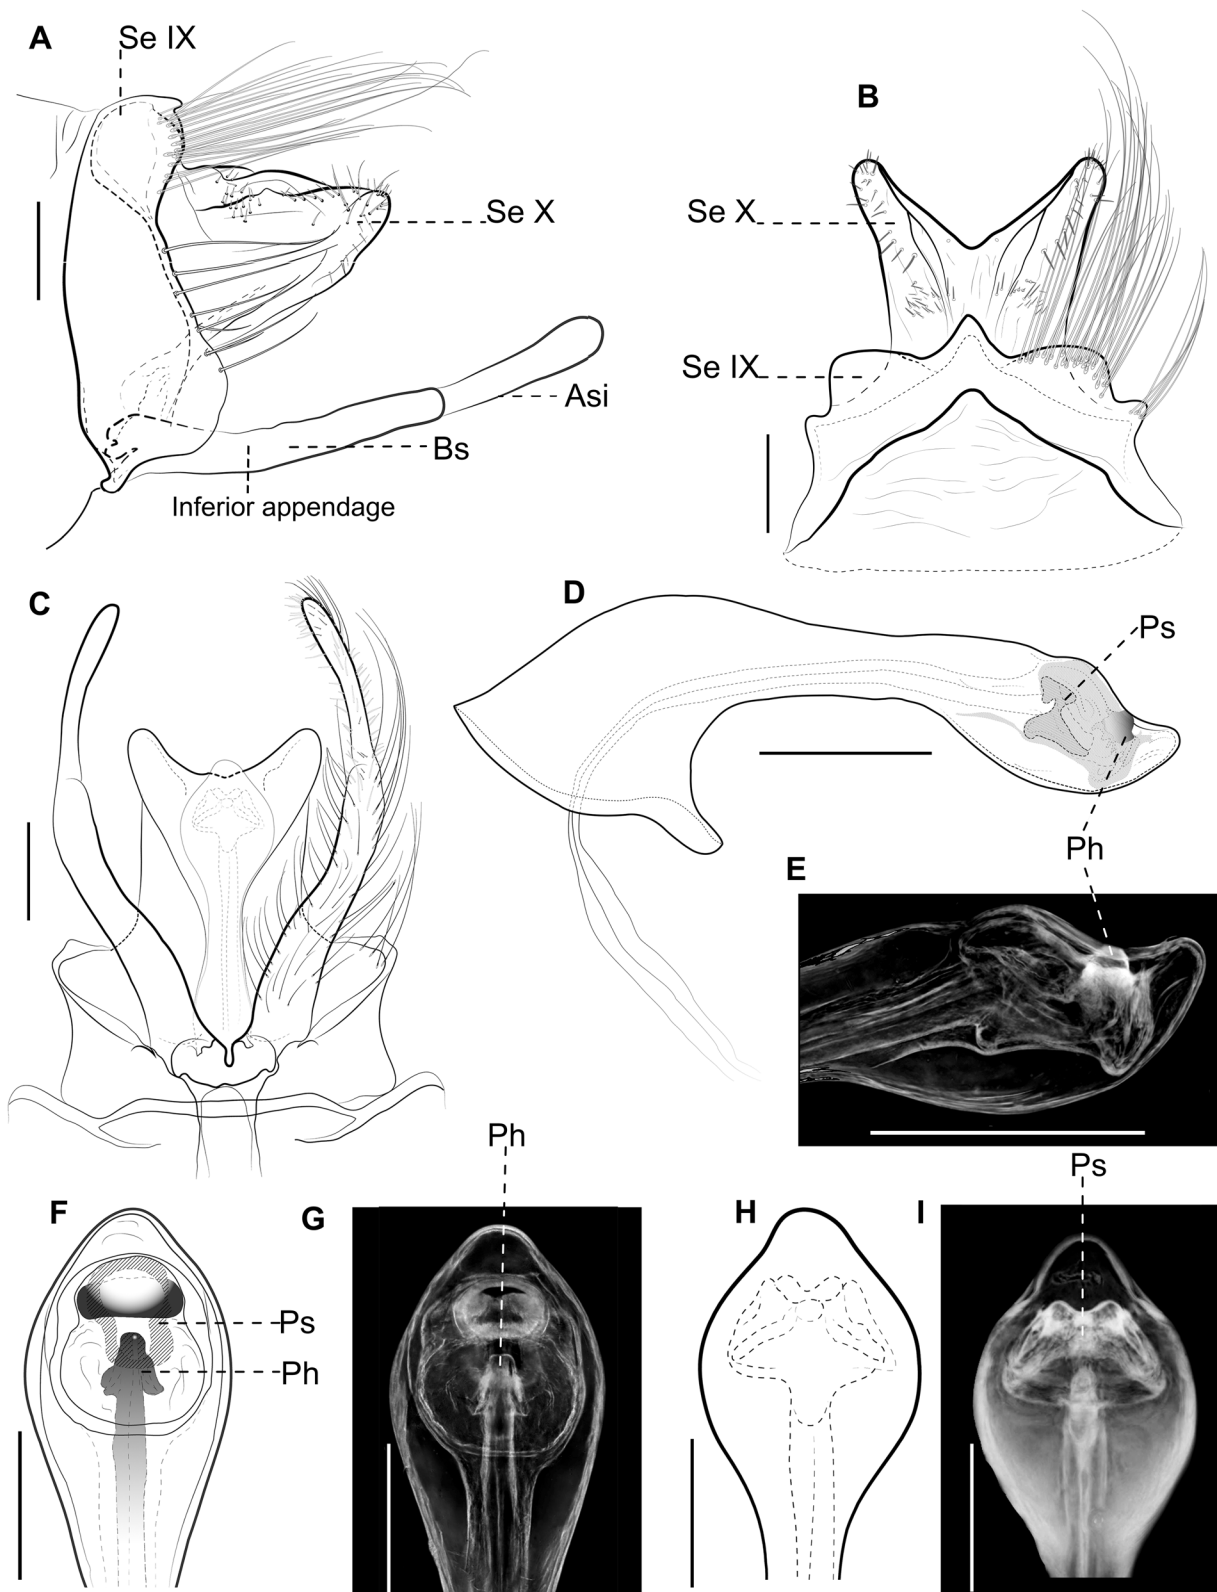 A
Se IX
B
Se X
Se X
Se IX
Asi
Bs
Inferior appendage
C
D
Ps
Ph
E
Ph
Ps
F
G
H
I
Ps
Ph